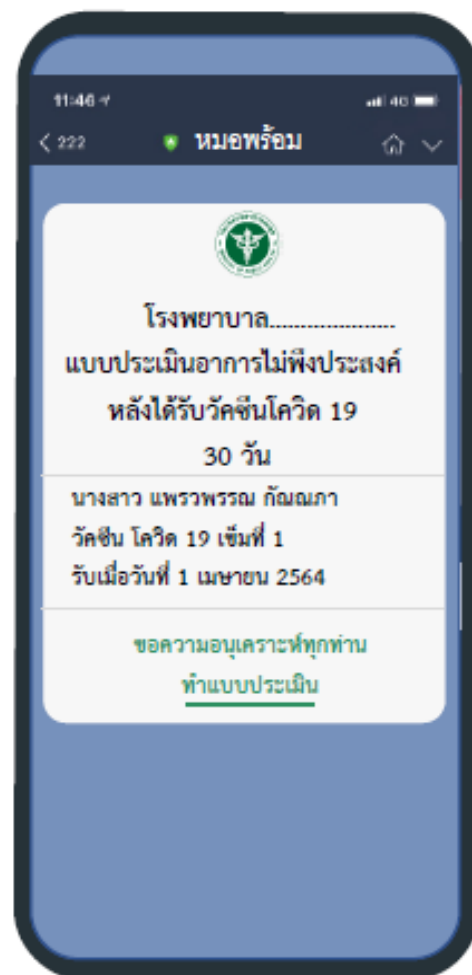 11:46
4G
222
หมอพร้อม
โรงพยาบาล.....................
แบบประเมินอาการไม่พึงประสงค์
หลังได้รับวัคซีนโควิด 19
30 วัน
นางสาว แพรวพรรณ กัณณภา
วัคซีน โควิด 19 เข็มที่ 1
รับเมื่อวันที่ 1 เมษายน 2564
ขอความอนุเคราะห์ทุกท่าน
ทำแบบประเมิน